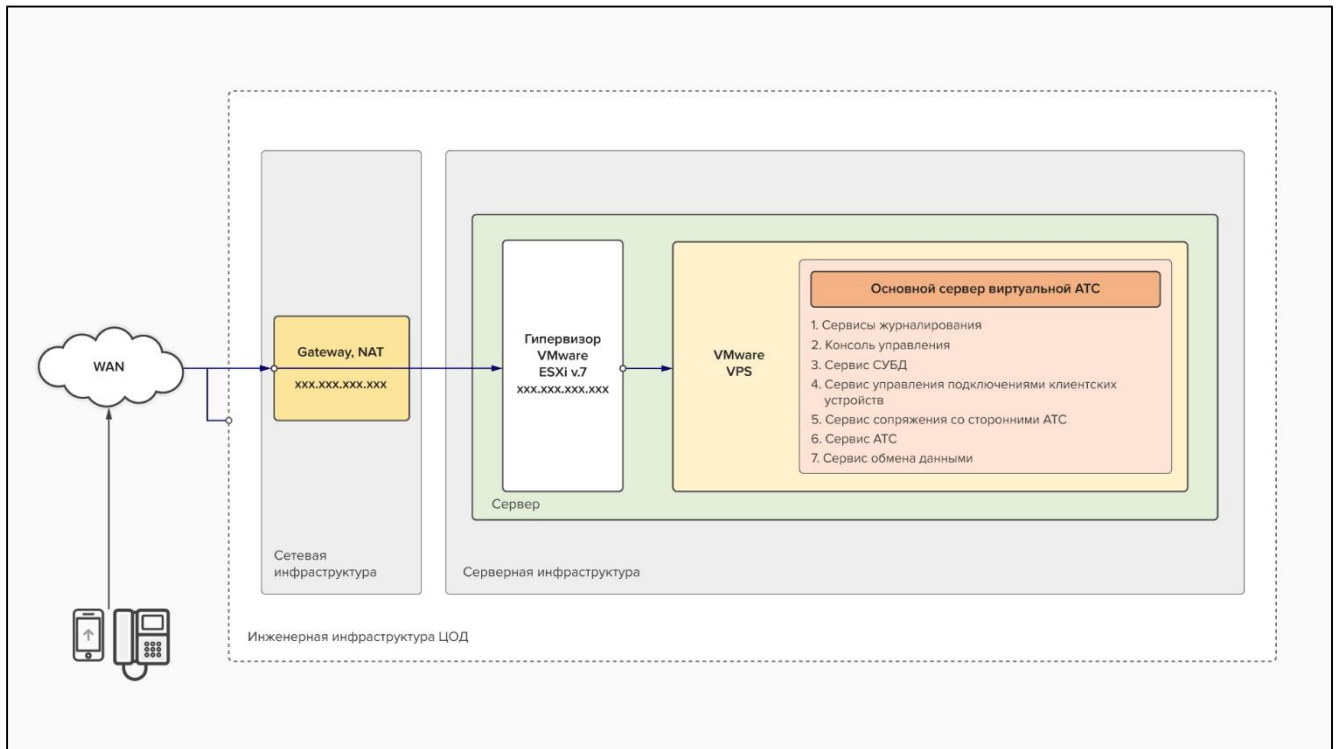 WAN
Gateway, NAT
xxx.xxx.xxx.xxx
Гипервизор
VMware
ESXi v.7
xxx.xxx.xxx.xxx
VMware
VPS
Основной сервер виртуальной АТС
1. Сервисы журналирования
2. Консоль управления
3. Сервис СУБД
4. Сервис управления подключениями клиентских
устройств
5. Сервис сопряжения со сторонними АТС
6. Сервис АТС
7. Сервис обмена данными
Сервер
Сетевая
инфраструктура
Серверная инфраструктура
Инженерная инфраструктура ЦОД